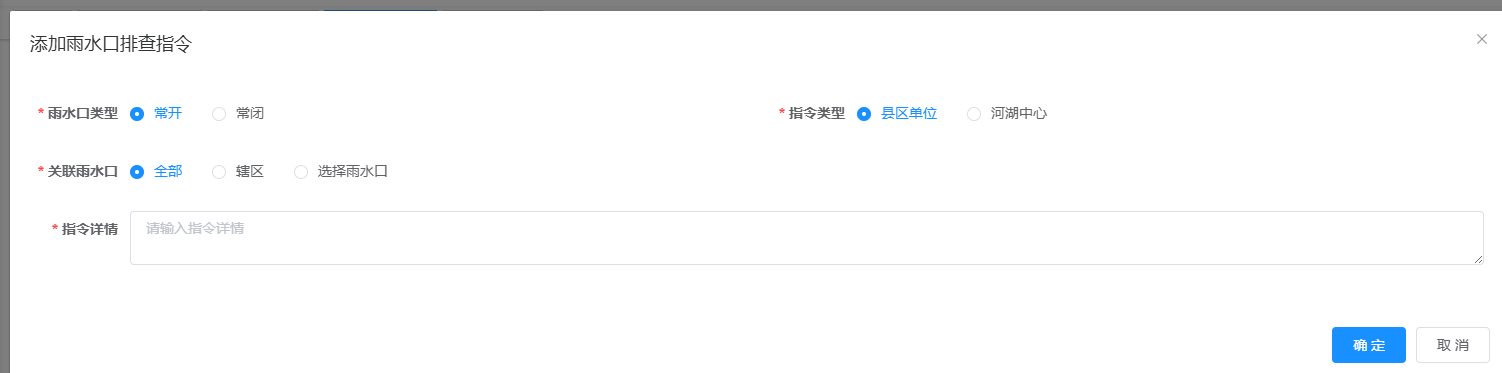 添加雨水口排查指令
* 雨水口类型 常开 常闭 * 指令类型 县区单位 河湖中心
* 关联雨水口 全部 辖区 选择雨水口
* 指令详情 请输入指令详情
确 定 取 消